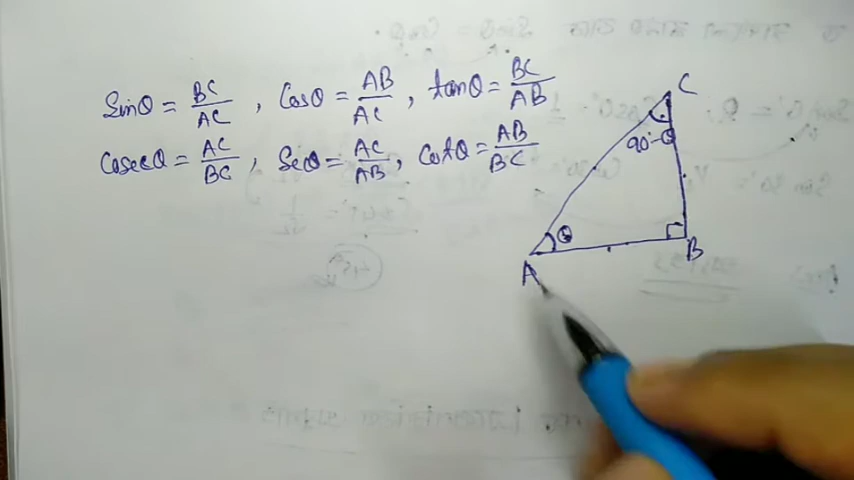 Sinθ = BC/AC , Cosθ = AB/AC , tanθ = BC/AB
Cosecθ = AC/BC , Secθ = AC/AB , Cotθ = AB/BC
C
90°-θ
θ
B
A